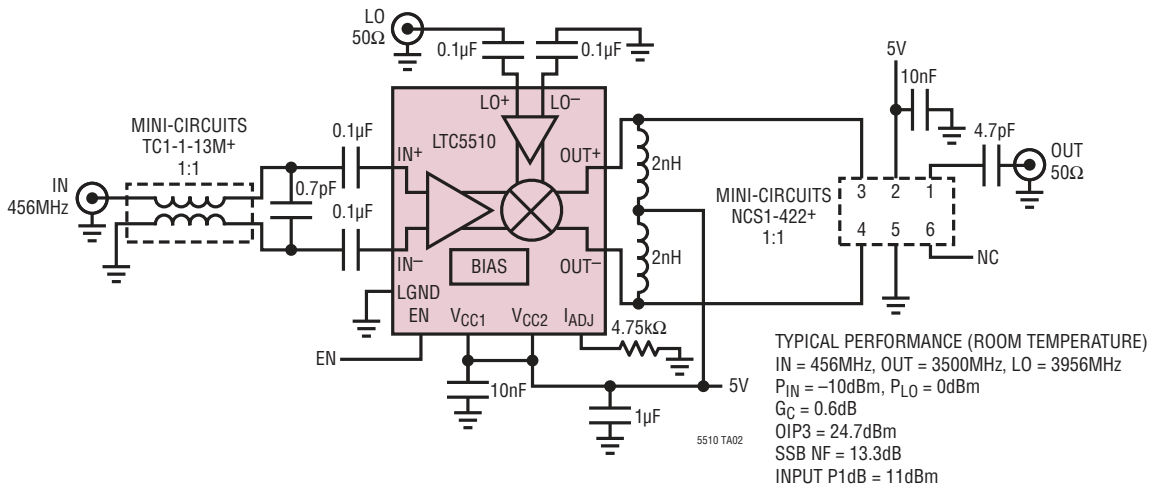 LO
50Ω
0.1µF
0.1µF
5V
10nF
MINI-CIRCUITS
TC1-1-13M+
1:1
0.1µF
LO+
LO–
LTC5510
4.7pF
IN+
OUT+
2nH
OUT
50Ω
IN
456MHz
0.7pF
MINI-CIRCUITS
NCS1-422+
1:1
3 2 1
4 5 6
0.1µF
IN–
BIAS
OUT–
2nH
NC
LGND
EN
VCC1
VCC2
IADJ
4.75kΩ
EN
10nF
5V
1µF
5510 TA02
TYPICAL PERFORMANCE (ROOM TEMPERATURE)
IN = 456MHz, OUT = 3500MHz, LO = 3956MHz
PIN = –10dBm, PLO = 0dBm
GC = 0.6dB
OIP3 = 24.7dBm
SSB NF = 13.3dB
INPUT P1dB = 11dBm